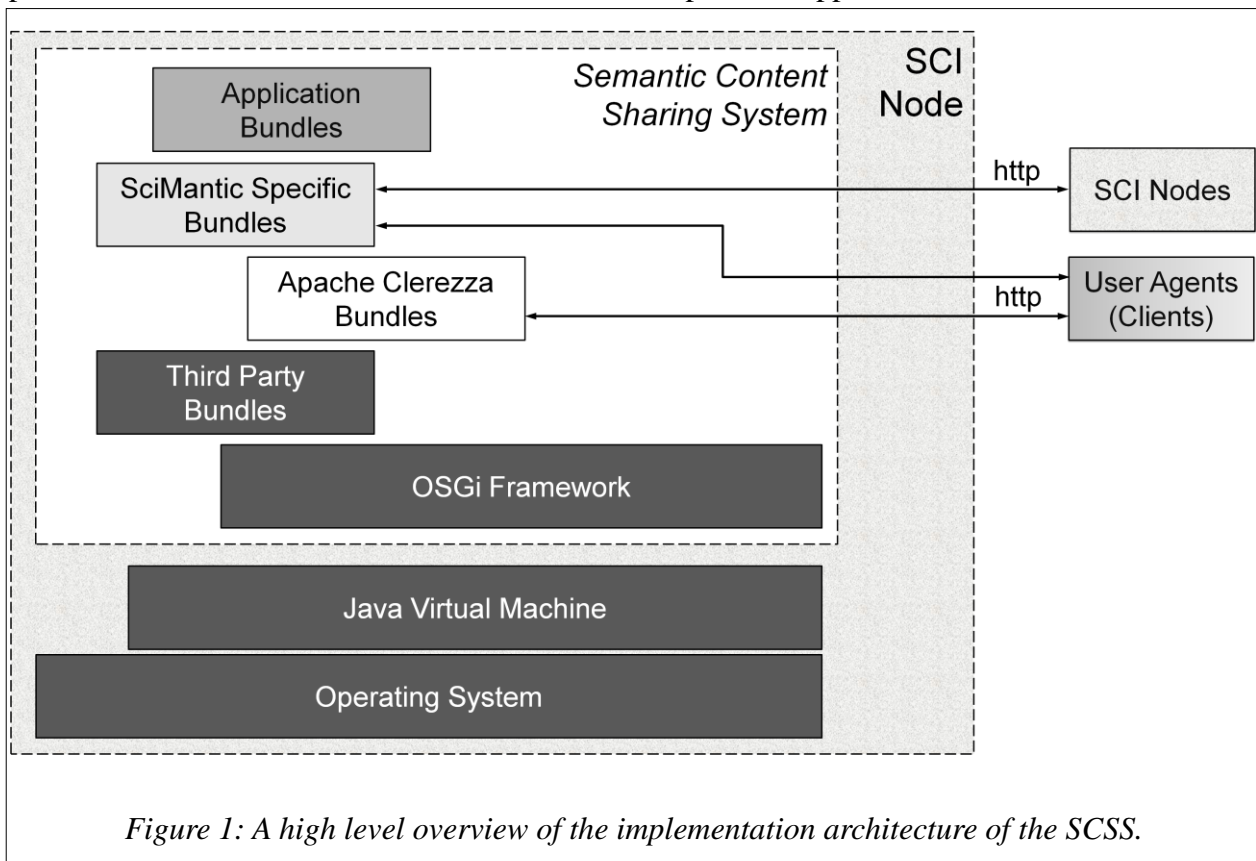 Semantic Content
Sharing System
SCI
Node
Application
Bundles
SciMantic Specific
Bundles
http
SCI Nodes
Apache Clerezza
Bundles
http
User Agents
(Clients)
Third Party
Bundles
OSGi Framework
Java Virtual Machine
Operating System
Figure 1: A high level overview of the implementation architecture of the SCSS.